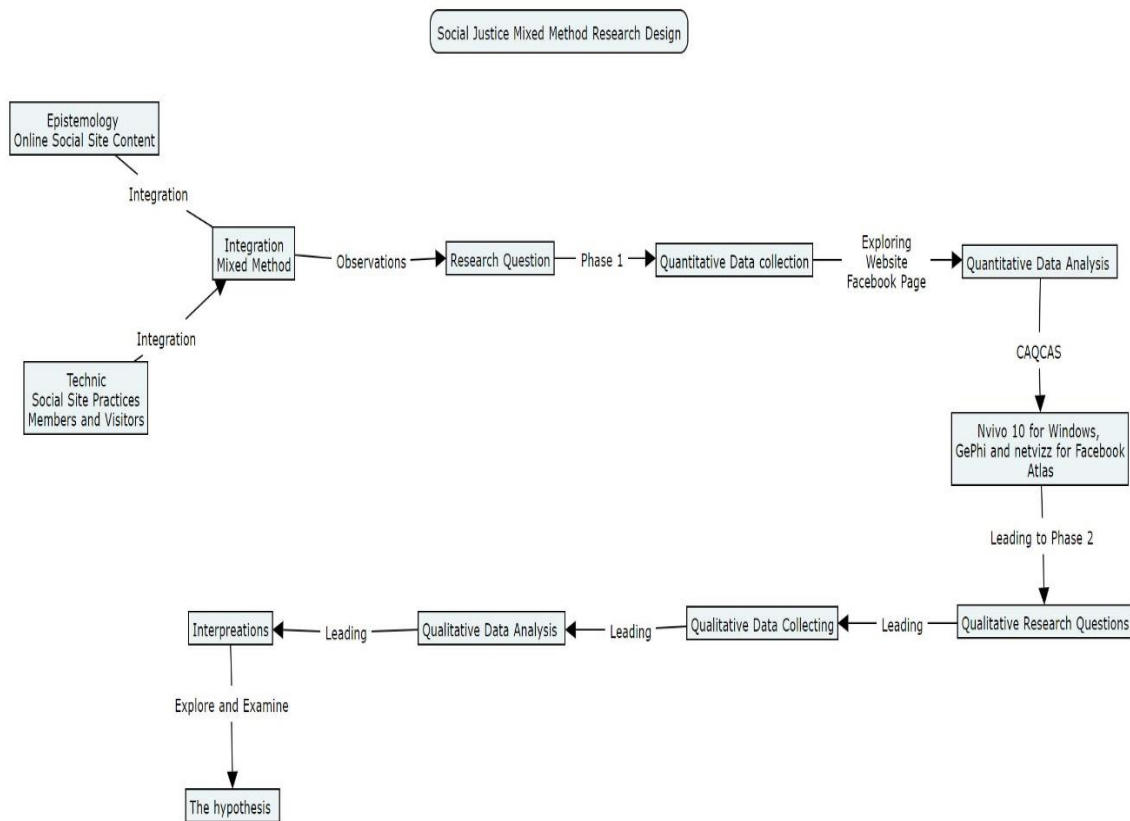 Social Justice Mixed Method Research Design
Epistemology
Online Social Site Content
Integration
Integration
Mixed Method
Observations
Research Question
Phase 1
Quantitative Data collection
Exploring
Website
Facebook Page
Quantitative Data Analysis
Integration
Technic
Social Site Practices
Members and Visitors
CAQCAS
Nvivo 10 for Windows,
GePhi and netvizz for Facebook
Atlas
Leading to Phase 2
Qualitative Research Questions
Leading
Qualitative Data Collecting
Leading
Qualitative Data Analysis
Leading
Interpreations
Explore and Examine
The hypothesis